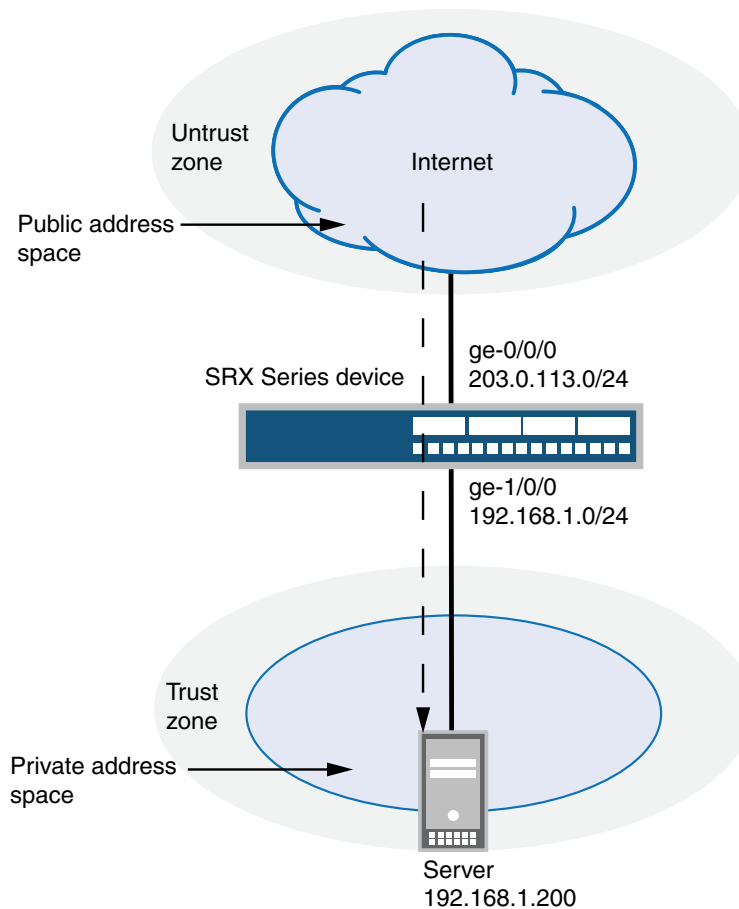 Untrust
zone
Internet
Public address
space
ge-0/0/0
203.0.113.0/24
SRX Series device
ge-1/0/0
192.168.1.0/24
Trust
zone
Private address
space
Server
192.168.1.200